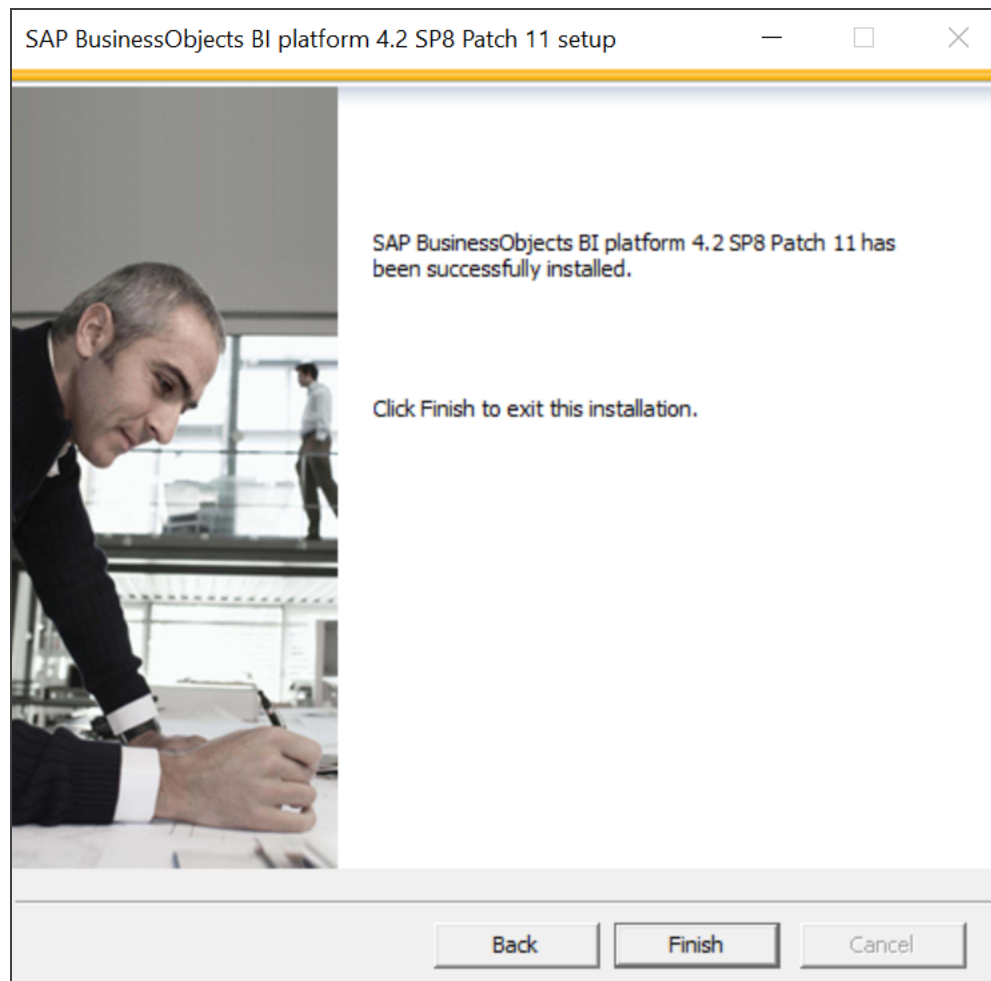 SAP BusinessObjects BI platform 4.2 SP8 Patch 11 setup
SAP BusinessObjects BI platform 4.2 SP8 Patch 11 has
been successfully installed.
Click Finish to exit this installation.
Back
Finish
Cancel